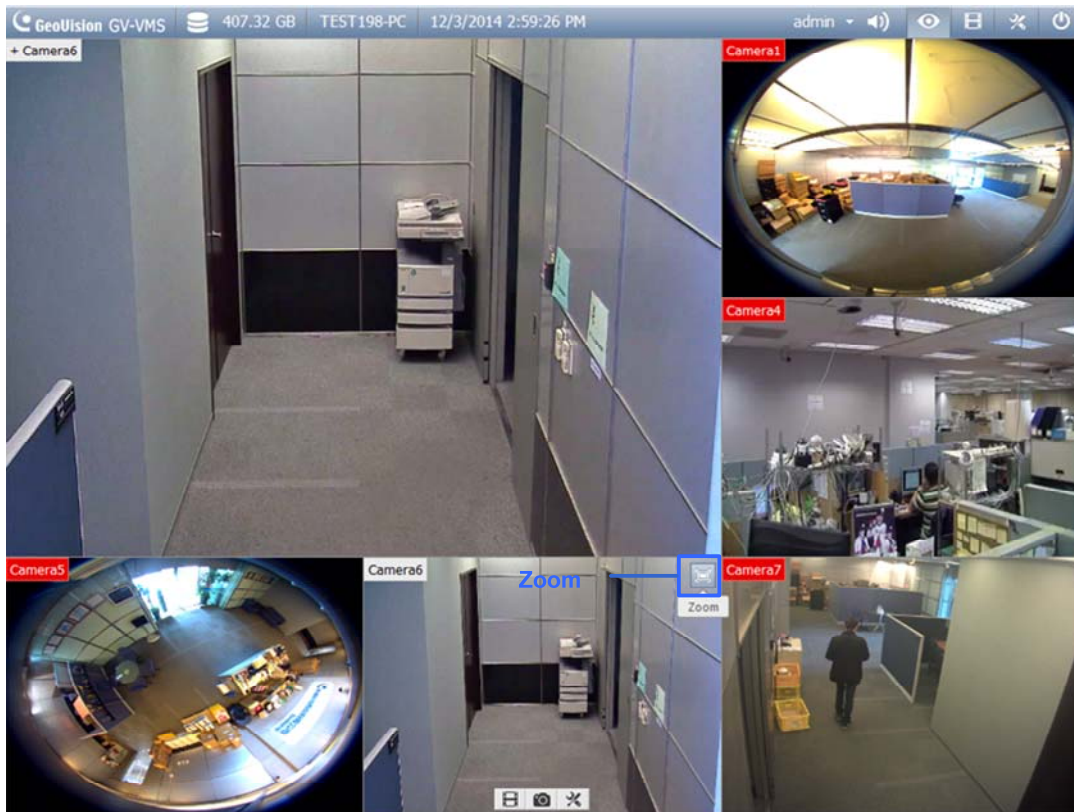 GeoVision GV-VMS 407.32 GB TEST198-PC 12/3/2014 2:59:26 PM admin
+ Camera6
Camera1
Camera4
Camera5
Camera6
Zoom
Zoom
Camera7